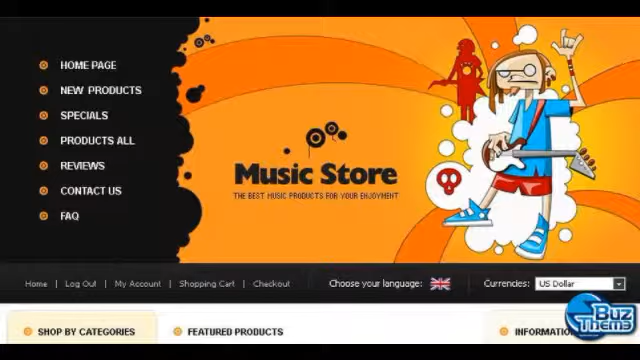 HOME PAGE
NEW PRODUCTS
SPECIALS
PRODUCTS ALL
REVIEWS
CONTACT US
FAQ
Music Store
THE BEST MUSIC PRODUCTS FOR YOUR ENJOYMENT
Home | Log Out | My Account | Shopping Cart | Checkout
Choose your language:
Currencies: US Dollar
SHOP BY CATEGORIES
FEATURED PRODUCTS
INFORMATION
Buz
Them3